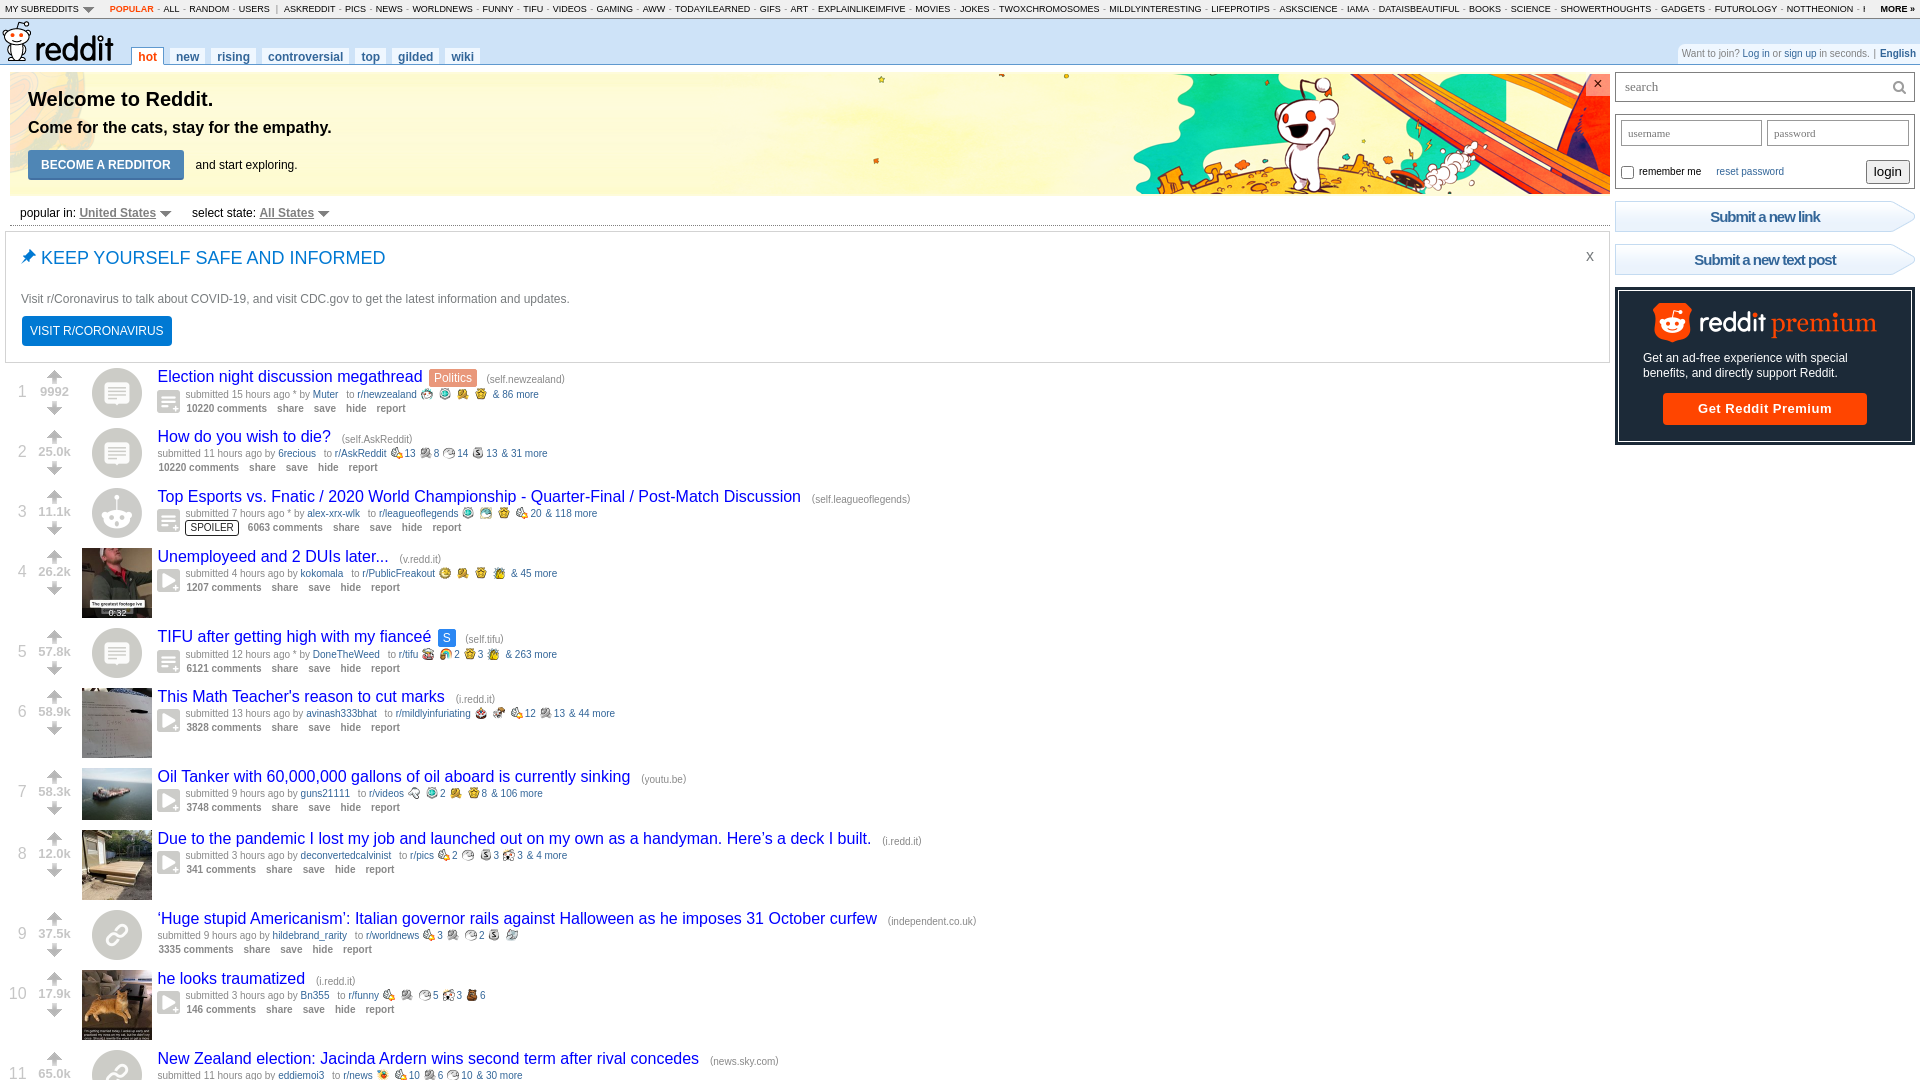 MY SUBREDDITS POPULAR - ALL - RANDOM - USERS | ASKREDDIT - PICS - NEWS - WORLDNEWS - FUNNY - TIFU - VIDEOS - GAMING - AWW - TODAYILEARNED - GIFS - ART - EXPLAINLIKEIMFIVE - MOVIES - JOKES - TWOXCHROMOSOMES - MILDLYINTERESTING - LIFEPROTIPS - ASKSCIENCE - IAMA - DATAISBEAUTIFUL - BOOKS - SCIENCE - SHOWERTHOUGHTS - GADGETS - FUTUROLOGY - NOTTHEONION - MORE »
reddit hot new rising controversial top gilded wiki
Want to join? Log in or sign up in seconds. | English
Welcome to Reddit.
Come for the cats, stay for the empathy.
BECOME A REDDITOR and start exploring.
×
popular in: United States select state: All States
KEEP YOURSELF SAFE AND INFORMED
x
Visit r/Coronavirus to talk about COVID-19, and visit CDC.gov to get the latest information and updates.
VISIT R/CORONAVIRUS
1 9992 Election night discussion megathread Politics (self.newzealand)
submitted 15 hours ago * by Muter to r/newzealand & 86 more
10220 comments share save hide report
2 25.0k How do you wish to die? (self.AskReddit)
submitted 11 hours ago by 6recious to r/AskReddit 13 8 14 13 & 31 more
10220 comments share save hide report
3 11.1k Top Esports vs. Fnatic / 2020 World Championship - Quarter-Final / Post-Match Discussion (self.leagueoflegends)
submitted 7 hours ago * by alex-xrx-wlk to r/leagueoflegends 20 & 118 more
SPOILER 6063 comments share save hide report
4 26.2k Unemployeed and 2 DUIs later... (v.redd.it)
submitted 4 hours ago by kokomala to r/PublicFreakout & 45 more
1207 comments share save hide report
0:32
5 57.8k TIFU after getting high with my fianceé S (self.tifu)
submitted 12 hours ago * by DoneTheWeed to r/tifu 2 3 & 263 more
6121 comments share save hide report
6 58.9k This Math Teacher's reason to cut marks (i.redd.it)
submitted 13 hours ago by avinash333bhat to r/mildlyinfuriating 12 13 & 44 more
3828 comments share save hide report
7 58.3k Oil Tanker with 60,000,000 gallons of oil aboard is currently sinking (youtu.be)
submitted 9 hours ago by guns21111 to r/videos 2 8 & 106 more
3748 comments share save hide report
8 12.0k Due to the pandemic I lost my job and launched out on my own as a handyman. Here’s a deck I built. (i.redd.it)
submitted 3 hours ago by deconvertedcalvinist to r/pics 2 3 3 & 4 more
341 comments share save hide report
9 37.5k ‘Huge stupid Americanism’: Italian governor rails against Halloween as he imposes 31 October curfew (independent.co.uk)
submitted 9 hours ago by hildebrand_rarity to r/worldnews 3 2
3335 comments share save hide report
10 17.9k he looks traumatized (i.redd.it)
submitted 3 hours ago by Bn355 to r/funny 5 3 6
146 comments share save hide report
11 65.0k New Zealand election: Jacinda Ardern wins second term after rival concedes (news.sky.com)
submitted 11 hours ago by eddiemoi3 to r/news 10 6 10 & 30 more
search
username password
remember me reset password login
Submit a new link
Submit a new text post
reddit premium
Get an ad-free experience with special
benefits, and directly support Reddit.
Get Reddit Premium